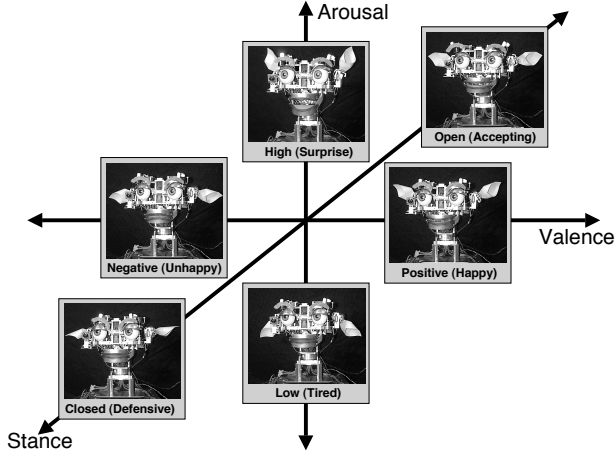 Arousal
High (Surprise)
Open (Accepting)
Negative (Unhappy)
Positive (Happy)
Valence
Closed (Defensive)
Low (Tired)
Stance